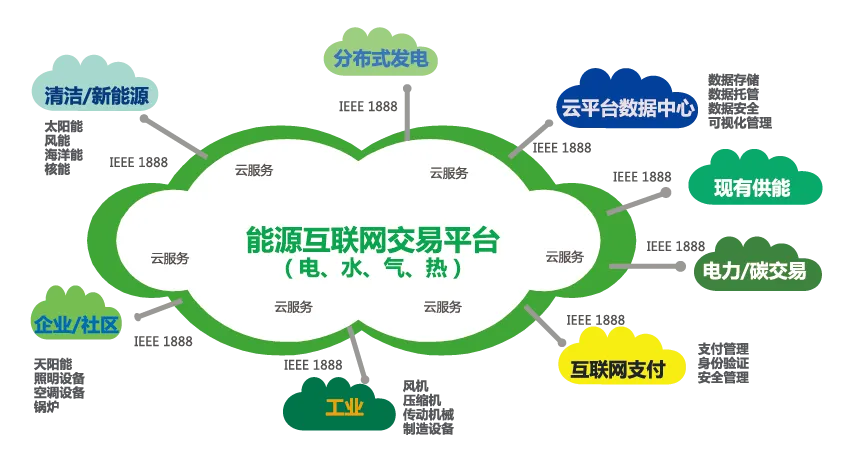 分布式发电
IEEE 1888
清洁/新能源
太阳能
风能
海洋能
核能
IEEE 1888
云平台数据中心
数据存储
数据托管
数据安全
可视化管理
IEEE 1888
现有供能
IEEE 1888
云服务
云服务
能源互联网交易平台
（电、水、气、热）
云服务
云服务
云服务
云服务
电力/碳交易
IEEE 1888
企业/社区
天阳能
照明设备
空调设备
锅炉
IEEE 1888
工业
风机
压缩机
传动机械
制造设备
IEEE 1888
互联网支付
支付管理
身份验证
安全管理
IEEE 1888